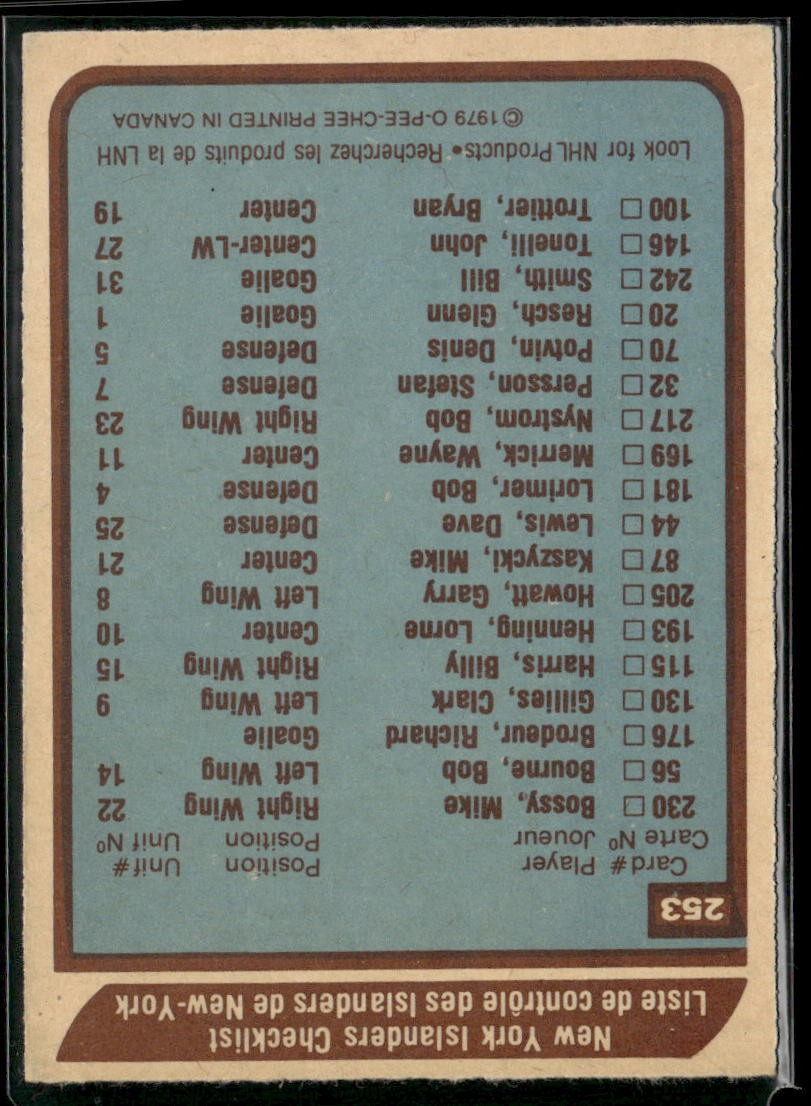 New York Islanders Checklist
Liste de contrôle des Islanders de New-York
253
Card # Player Position Unif #
Carte Nº Joueur Position Unif Nº
230 □ Bossy, Mike Right Wing 22
56 □ Bourne, Bob Left Wing 14
176 □ Brodeur, Richard Goalie
130 □ Gillies, Clark Left Wing 9
115 □ Harris, Billy Right Wing 15
193 □ Henning, Lorne Center 10
205 □ Howatt, Garry Left Wing 8
87 □ Kaszycki, Mike Center 21
44 □ Lewis, Dave Defense 25
181 □ Lorimer, Bob Defense 4
169 □ Merrick, Wayne Center 11
217 □ Nystrom, Bob Right Wing 23
32 □ Persson, Stefan Defense 7
70 □ Potvin, Denis Defense 5
20 □ Resch, Glenn Goalie 1
242 □ Smith, Bill Goalie 31
146 □ Tonelli, John Center-LW 27
100 □ Trottier, Bryan Center 19
Look for NHL Products • Recherchez les produits de la LNH
© 1979 O-PEE-CHEE PRINTED IN CANADA